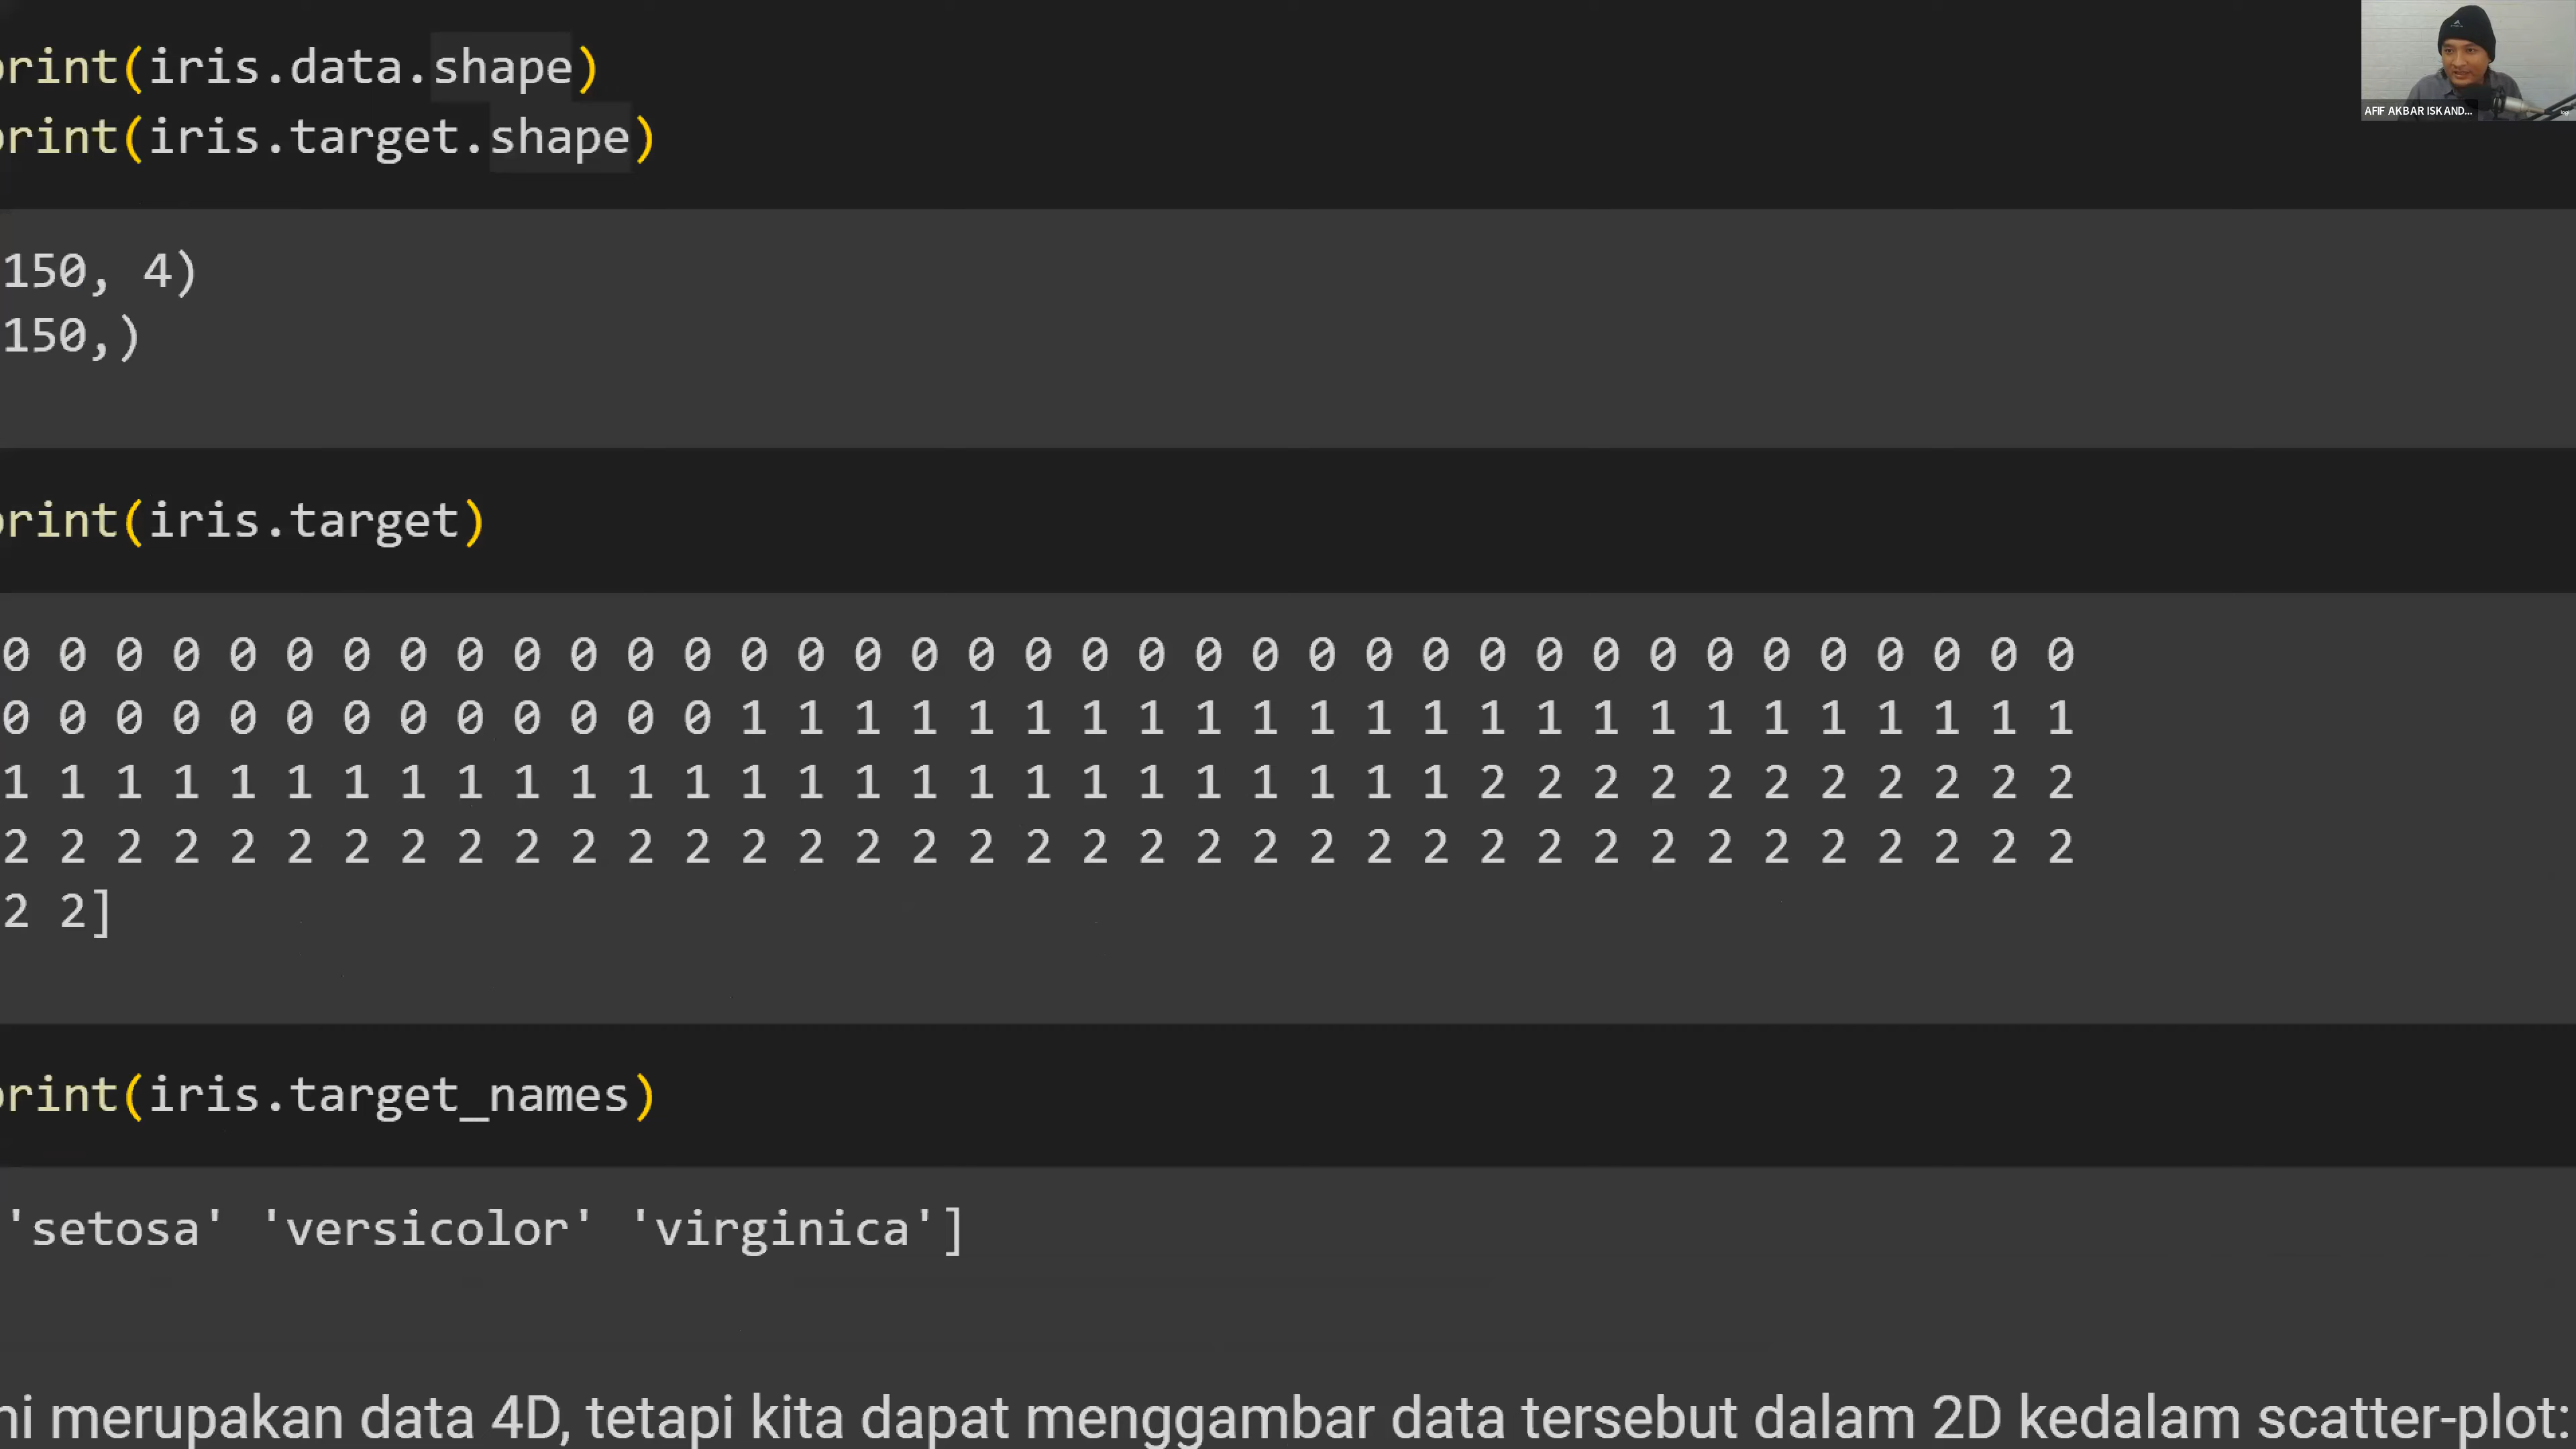 print(iris.data.shape)
print(iris.target.shape)
AFIF AKBAR ISKAND...
150, 4)
150,)
print(iris.target)
0 0 0 0 0 0 0 0 0 0 0 0 0 0 0 0 0 0 0 0 0 0 0 0 0 0 0 0 0 0 0 0 0 0 0 0 0
0 0 0 0 0 0 0 0 0 0 0 0 0 1 1 1 1 1 1 1 1 1 1 1 1 1 1 1 1 1 1 1 1 1 1 1 1
1 1 1 1 1 1 1 1 1 1 1 1 1 1 1 1 1 1 1 1 1 1 1 1 1 1 2 2 2 2 2 2 2 2 2 2 2
2 2 2 2 2 2 2 2 2 2 2 2 2 2 2 2 2 2 2 2 2 2 2 2 2 2 2 2 2 2 2 2 2 2 2 2 2
2 2]
print(iris.target_names)
'setosa' 'versicolor' 'virginica']
ni merupakan data 4D, tetapi kita dapat menggambar data tersebut dalam 2D kedalam scatter-plot: